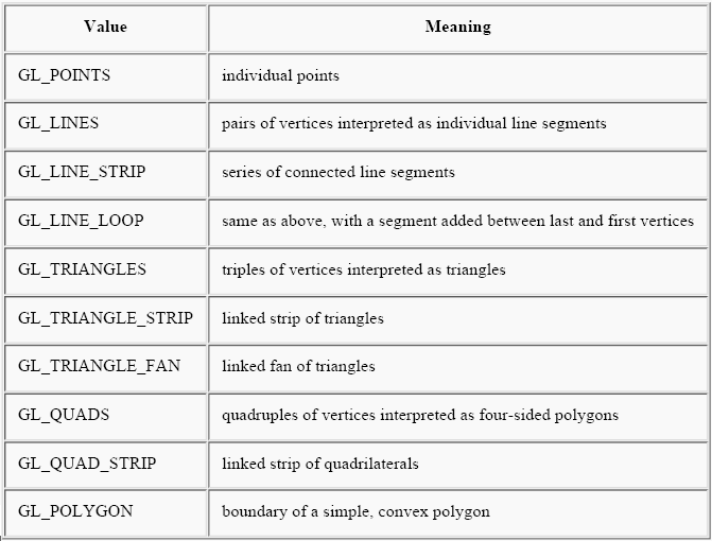 Value Meaning
GL_POINTS individual points
GL_LINES pairs of vertices interpreted as individual line segments
GL_LINE_STRIP series of connected line segments
GL_LINE_LOOP same as above, with a segment added between last and first vertices
GL_TRIANGLES triples of vertices interpreted as triangles
GL_TRIANGLE_STRIP linked strip of triangles
GL_TRIANGLE_FAN linked fan of triangles
GL_QUADS quadruples of vertices interpreted as four-sided polygons
GL_QUAD_STRIP linked strip of quadrilaterals
GL_POLYGON boundary of a simple, convex polygon